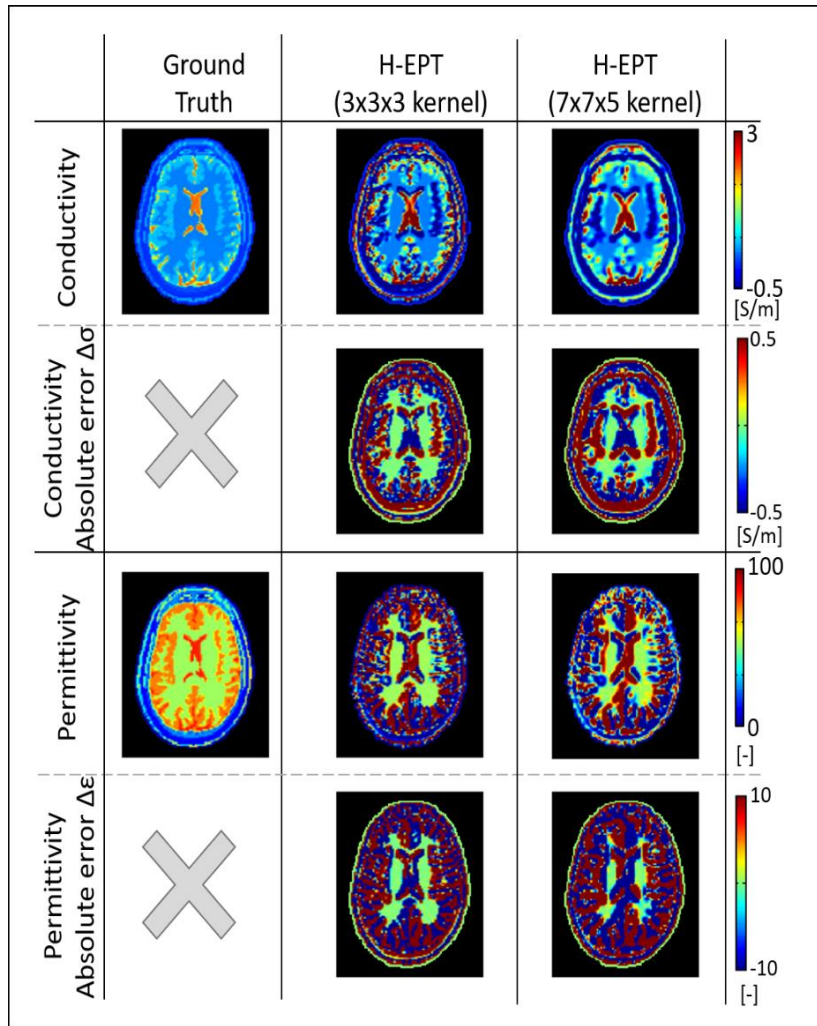 Ground
Truth
H-EPT
(3x3x3 kernel)
H-EPT
(7x7x5 kernel)
Conductivity
3
-0.5
[S/m]
Conductivity
Absolute error Δσ
0.5
-0.5
[S/m]
Permittivity
100
0
[-]
Permittivity
Absolute error Δε
10
-10
[-]